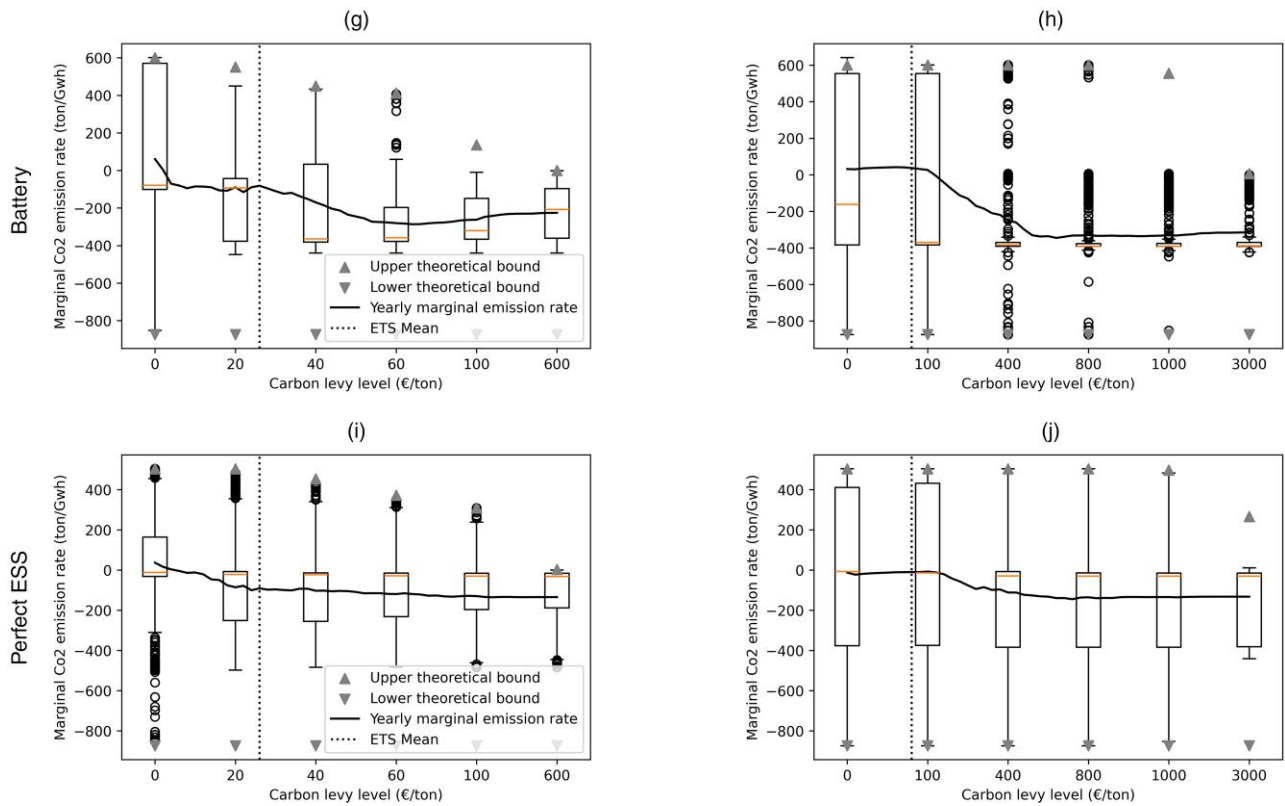 (g)
600
400
200
0
−200
−400
−600
−800
Marginal Co2 emission rate (ton/Gwh)
Battery
Upper theoretical bound
Lower theoretical bound
Yearly marginal emission rate
ETS Mean
0 20 40 60 100 600
Carbon levy level (€/ton)
(h)
600
400
200
0
−200
−400
−600
−800
Marginal Co2 emission rate (ton/Gwh)
0 100 400 800 1000 3000
Carbon levy level (€/ton)
(i)
400
200
0
−200
−400
−600
−800
Marginal Co2 emission rate (ton/Gwh)
Perfect ESS
Upper theoretical bound
Lower theoretical bound
Yearly marginal emission rate
ETS Mean
0 20 40 60 100 600
Carbon levy level (€/ton)
(j)
400
200
0
−200
−400
−600
−800
Marginal Co2 emission rate (ton/Gwh)
0 100 400 800 1000 3000
Carbon levy level (€/ton)